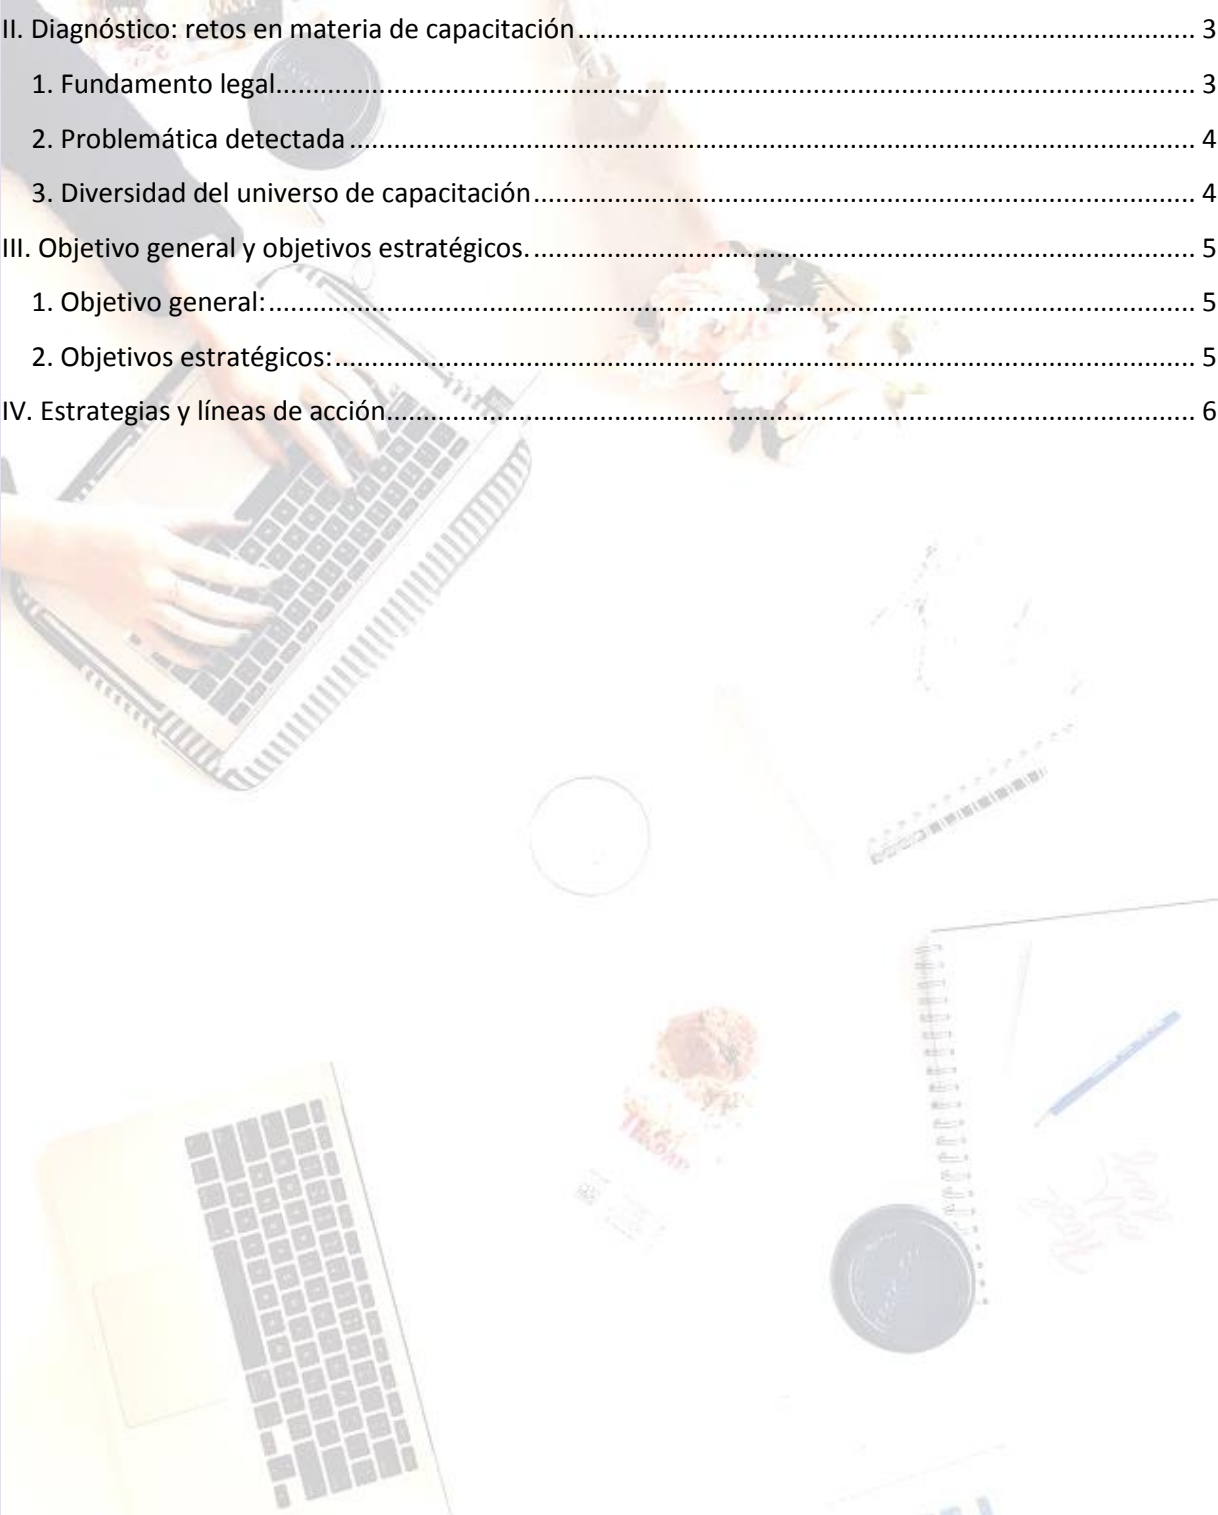 II. Diagnóstico: retos en materia de capacitación ........ 3
1. Fundamento legal ........ 3
2. Problemática detectada ........ 4
3. Diversidad del universo de capacitación ........ 4
III. Objetivo general y objetivos estratégicos. ........ 5
1. Objetivo general: ........ 5
2. Objetivos estratégicos: ........ 5
IV. Estrategias y líneas de acción ........ 6